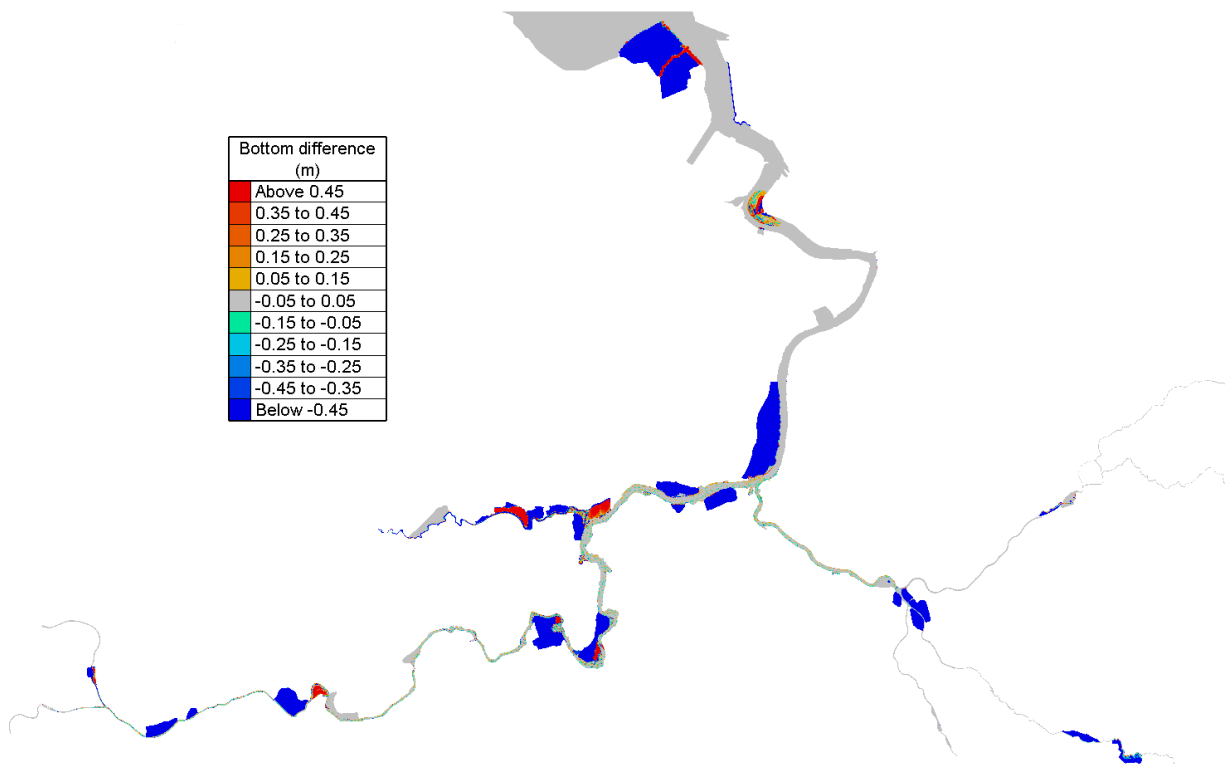 Bottom difference
(m)
Above 0.45
0.35 to 0.45
0.25 to 0.35
0.15 to 0.25
0.05 to 0.15
-0.05 to 0.05
-0.15 to -0.05
-0.25 to -0.15
-0.35 to -0.25
-0.45 to -0.35
Below -0.45